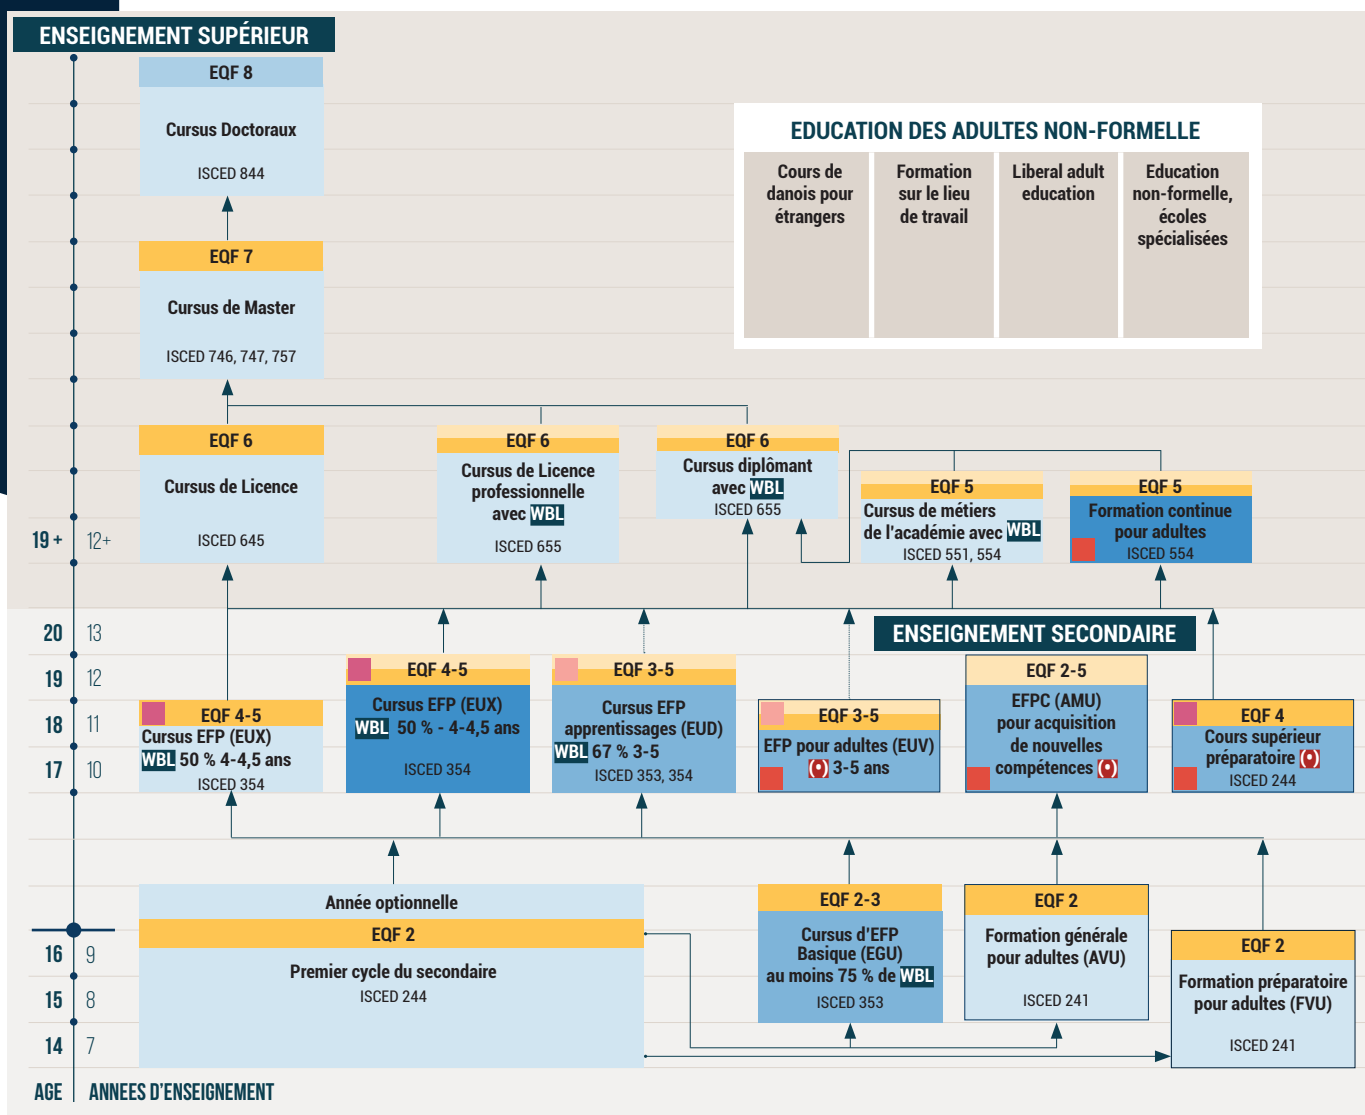 ENSEIGNEMENT SUPÉRIEUR
EQF 8
Cursus Doctoraux
ISCED 844
EDUCATION DES ADULTES NON-FORMELLE
Cours de
danois pour
étrangers
Formation
sur le lieu
de travail
Liberal adult
education
Education
non-formelle,
écoles
spécialisées
EQF 7
Cursus de Master
ISCED 746, 747, 757
EQF 6
Cursus de Licence
ISCED 645
EQF 6
Cursus de Licence
professionnelle
avec WBL
ISCED 655
EQF 6
Cursus diplômant
avec WBL
ISCED 655
EQF 5
Cursus de métiers
de l'académie avec WBL
ISCED 551, 554
EQF 5
Formation continue
pour adultes
ISCED 554
19 + 12+
ENSEIGNEMENT SECONDAIRE
20 13
19 12
18 11
17 10
EQF 4-5
Cursus EFP (EUX)
WBL 50 % 4-4,5 ans
ISCED 354
EQF 4-5
Cursus EFP (EUX)
WBL 50 % - 4-4,5 ans
ISCED 354
EQF 3-5
Cursus EFP
apprentissages (EUD)
WBL 67 % 3-5
ISCED 353, 354
EQF 3-5
EFP pour adultes (EUV)
3-5 ans
EQF 2-5
EFPC (AMU)
pour acquisition
de nouvelles
compétences
EQF 4
Cours supérieur
préparatoire
ISCED 244
Année optionnelle
EQF 2
Premier cycle du secondaire
ISCED 244
EQF 2-3
Cursus d'EFP
Basique (EGU)
au moins 75 % de WBL
ISCED 353
EQF 2
Formation générale
pour adultes (AVU)
ISCED 241
EQF 2
Formation préparatoire
pour adultes (FVU)
ISCED 241
16 9
15 8
14 7
AGE ANNEES D'ENSEIGNEMENT